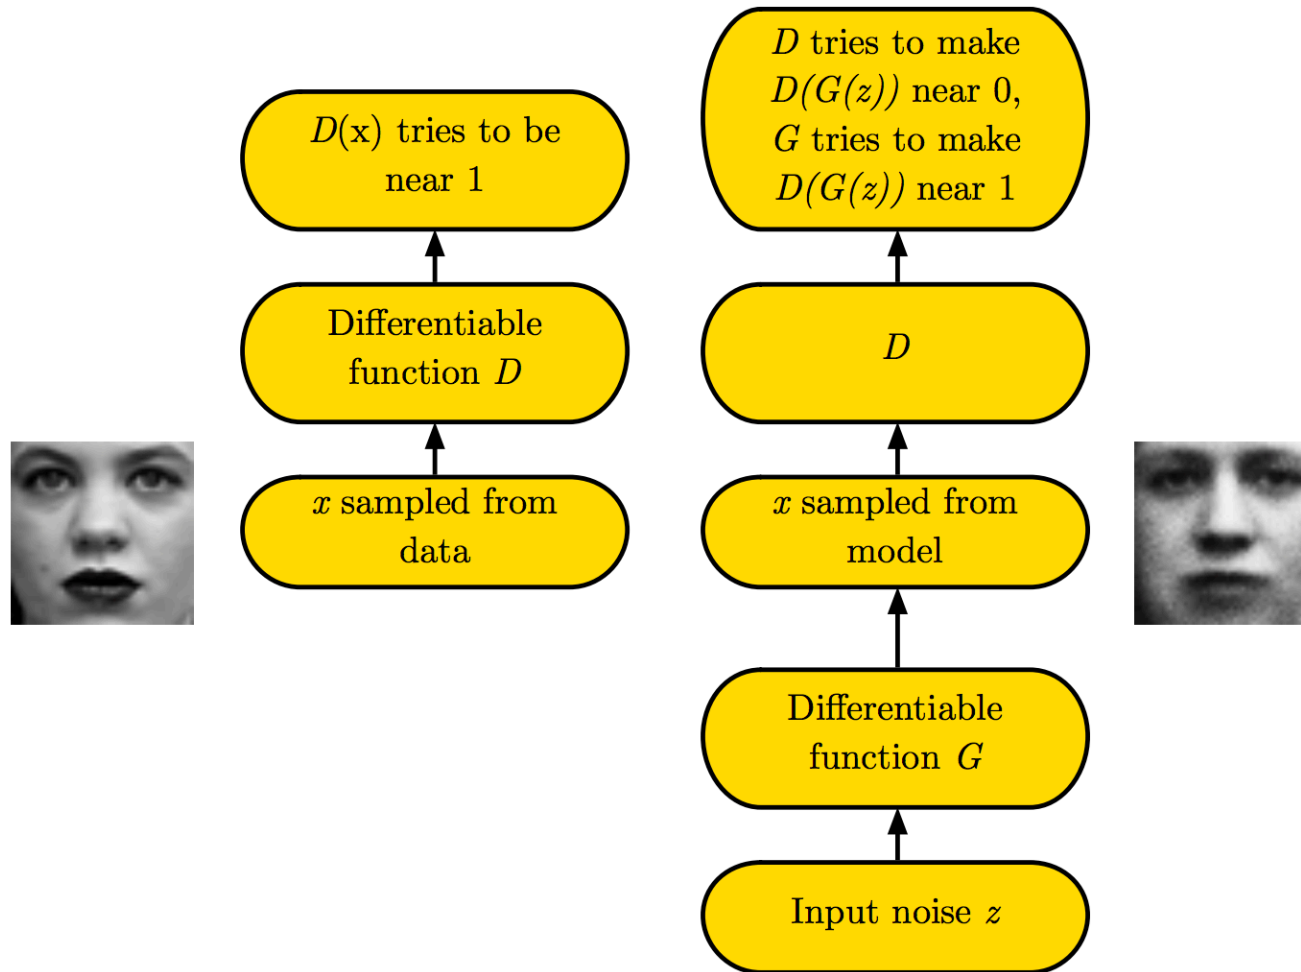 D(x) tries to be
near 1
Differentiable
function D
x sampled from
data
D tries to make
D(G(z)) near 0,
G tries to make
D(G(z)) near 1
D
x sampled from
model
Differentiable
function G
Input noise z